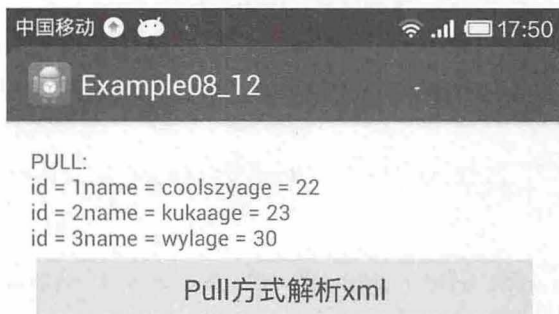 中国移动 17:50
Example08_12
PULL:
id = 1name = coolszyage = 22
id = 2name = kukaage = 23
id = 3name = wylage = 30
Pull方式解析xml